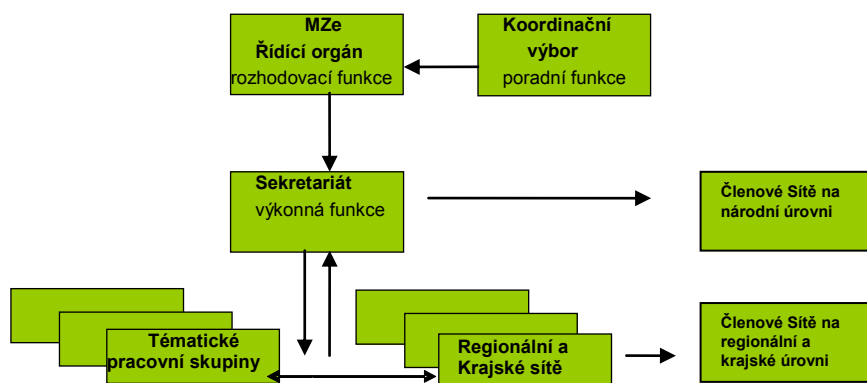 MZe
Řídící orgán
rozhodovací funkce
Koordinační
výbor
poradní funkce
Sekretariát
výkonná funkce
Členové Sítě na
národní úrovni
Tématické
pracovní skupiny
Regionální a
Krajské sítě
Členové Sítě na
regionální a
krajské úrovni